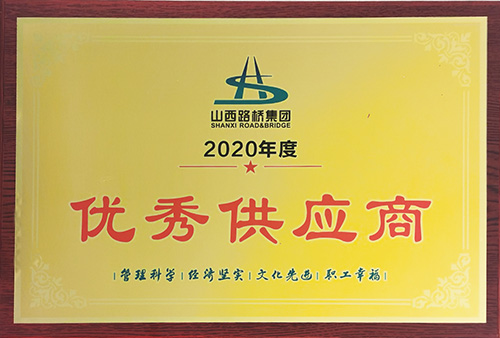 山西路桥集团
SHANXI ROAD&BRIDGE
2020年度
优秀供应商
|管理科学|经济坚实|文化先进|职工幸福|